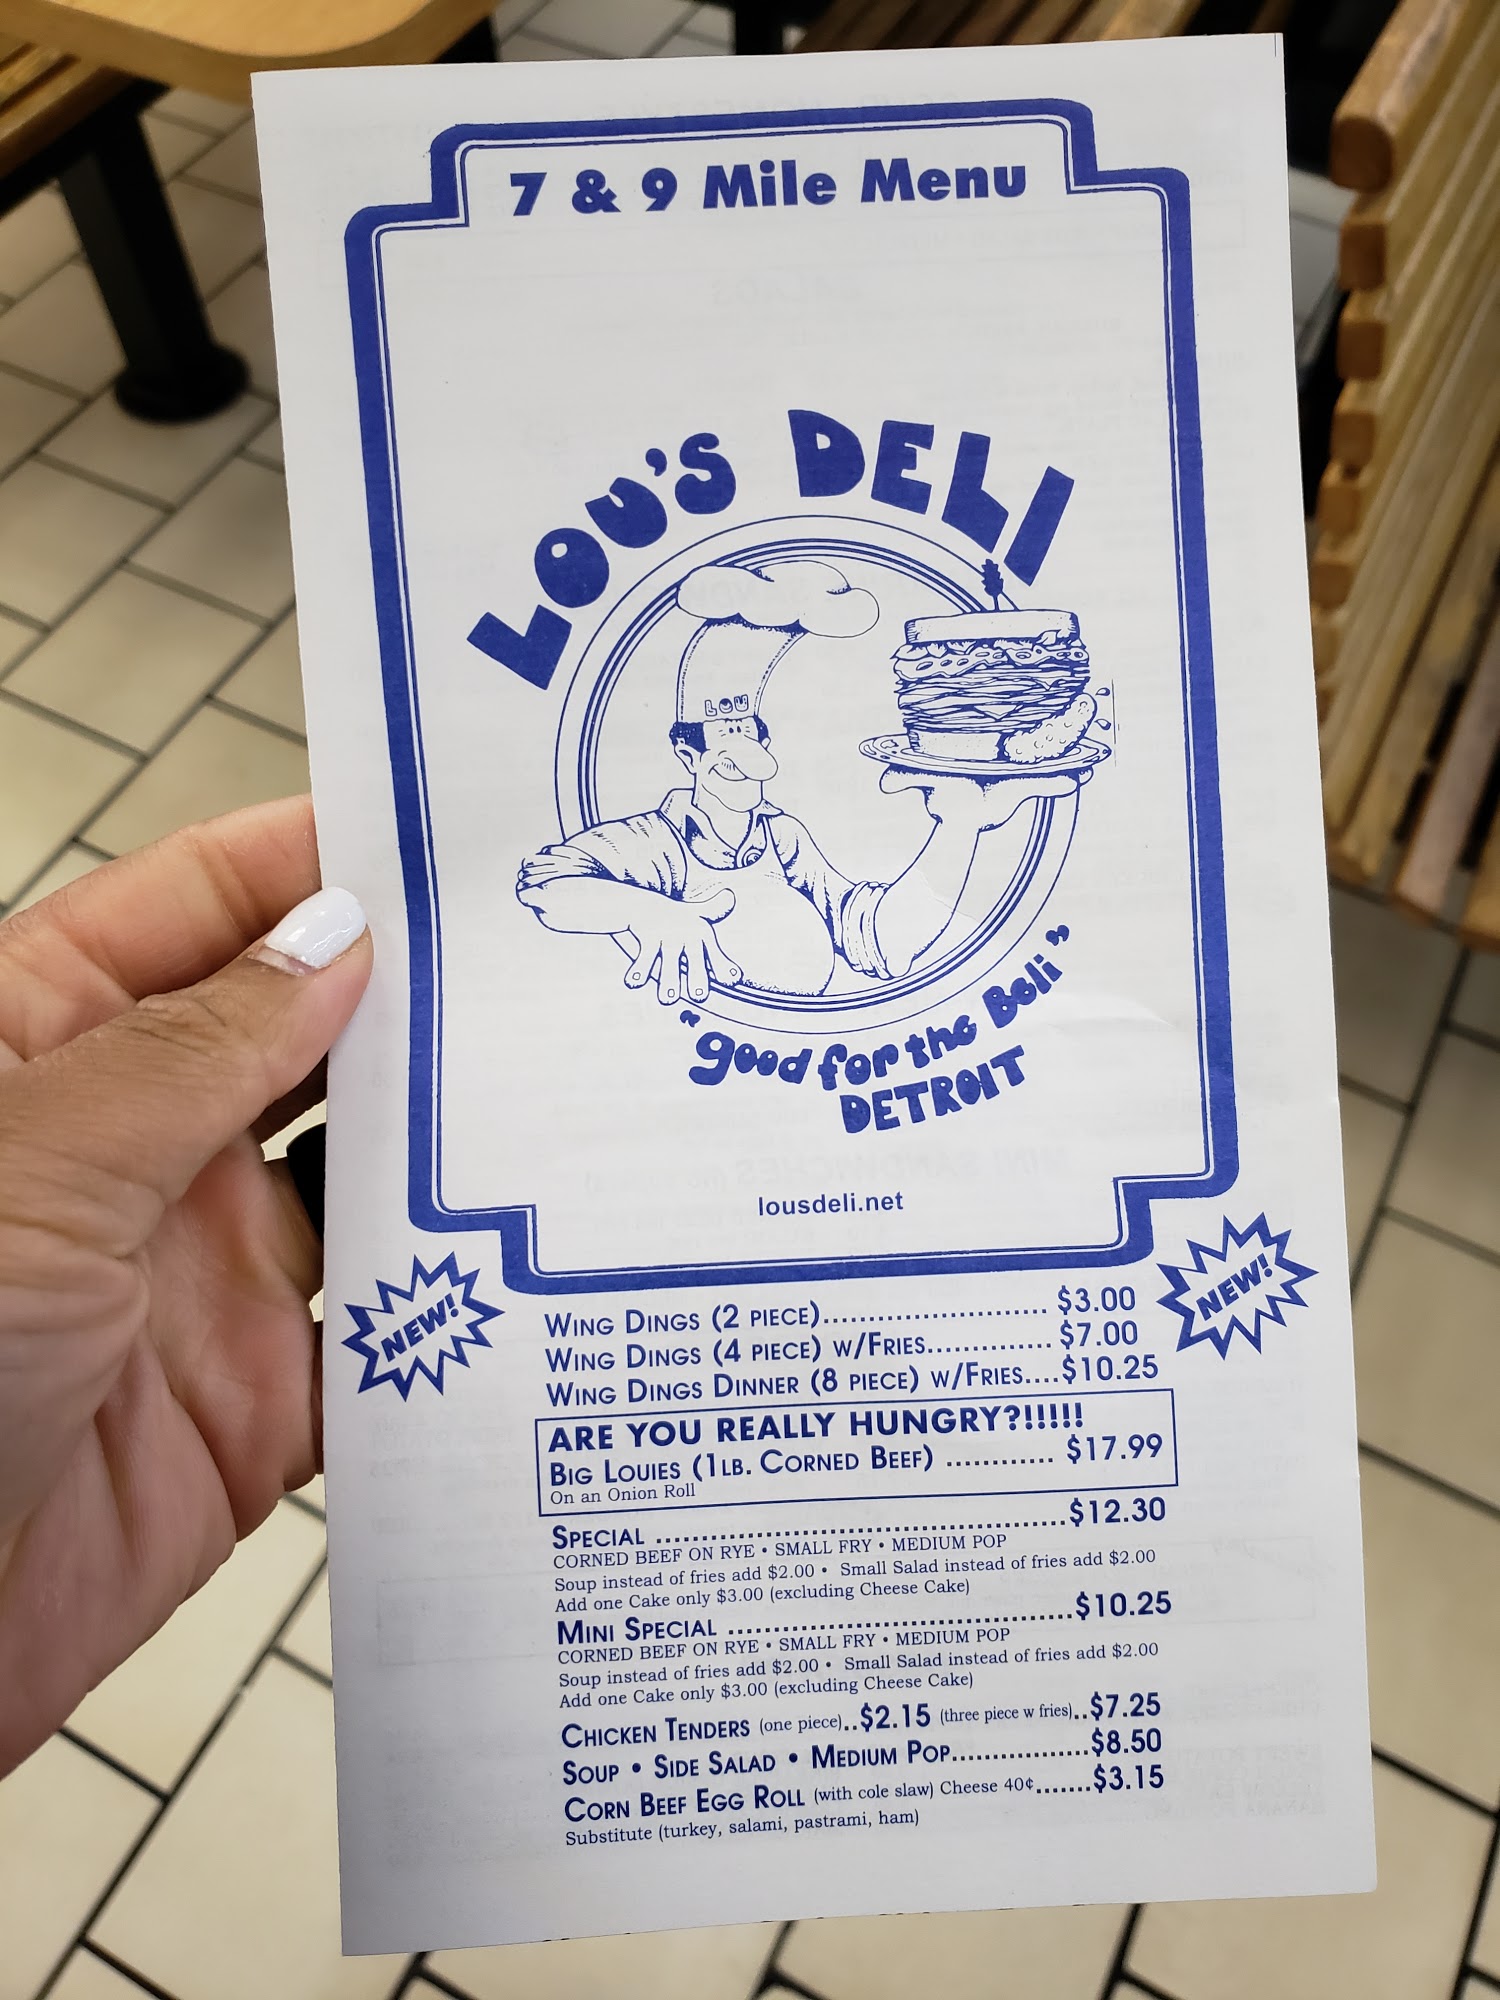 7 & 9 Mile Menu
LOU'S DELI
LOU
"good for the Beli"
DETROIT
lousdeli.net
NEW!
NEW!
WING DINGS (2 PIECE)........................ $3.00
WING DINGS (4 PIECE) W/FRIES.............. $7.00
WING DINGS DINNER (8 PIECE) W/FRIES....$10.25
ARE YOU REALLY HUNGRY?!!!!!
BIG LOUIES (1LB. CORNED BEEF) ............ $17.99
On an Onion Roll
SPECIAL .............................................$12.30
CORNED BEEF ON RYE • SMALL FRY • MEDIUM POP
Soup instead of fries add $2.00 • Small Salad instead of fries add $2.00
Add one Cake only $3.00 (excluding Cheese Cake)
MINI SPECIAL ......................................$10.25
CORNED BEEF ON RYE • SMALL FRY • MEDIUM POP
Soup instead of fries add $2.00 • Small Salad instead of fries add $2.00
Add one Cake only $3.00 (excluding Cheese Cake)
CHICKEN TENDERS (one piece)..$2.15 (three piece w fries)..$7.25
SOUP • SIDE SALAD • MEDIUM POP...............$8.50
CORN BEEF EGG ROLL (with cole slaw) Cheese 40¢.......$3.15
Substitute (turkey, salami, pastrami, ham)